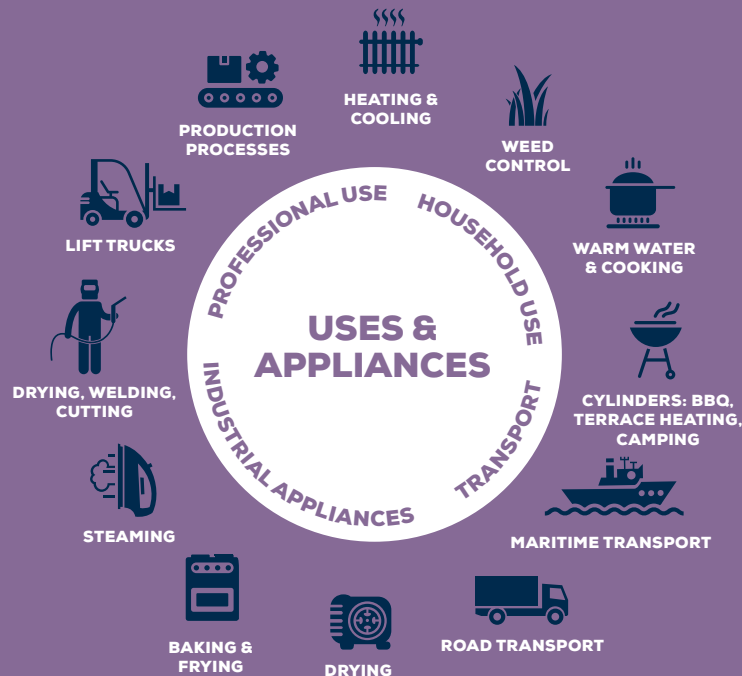 HEATING &
COOLING
WEED
CONTROL
WARM WATER
& COOKING
CYLINDERS: BBQ,
TERRACE HEATING,
CAMPING
MARITIME TRANSPORT
ROAD TRANSPORT
DRYING
BAKING &
FRYING
STEAMING
DRYING, WELDING,
CUTTING
LIFT TRUCKS
PRODUCTION
PROCESSES
PROFESSIONAL USE
HOUSEHOLD USE
TRANSPORT
INDUSTRIAL APPLIANCES
USES &
APPLIANCES